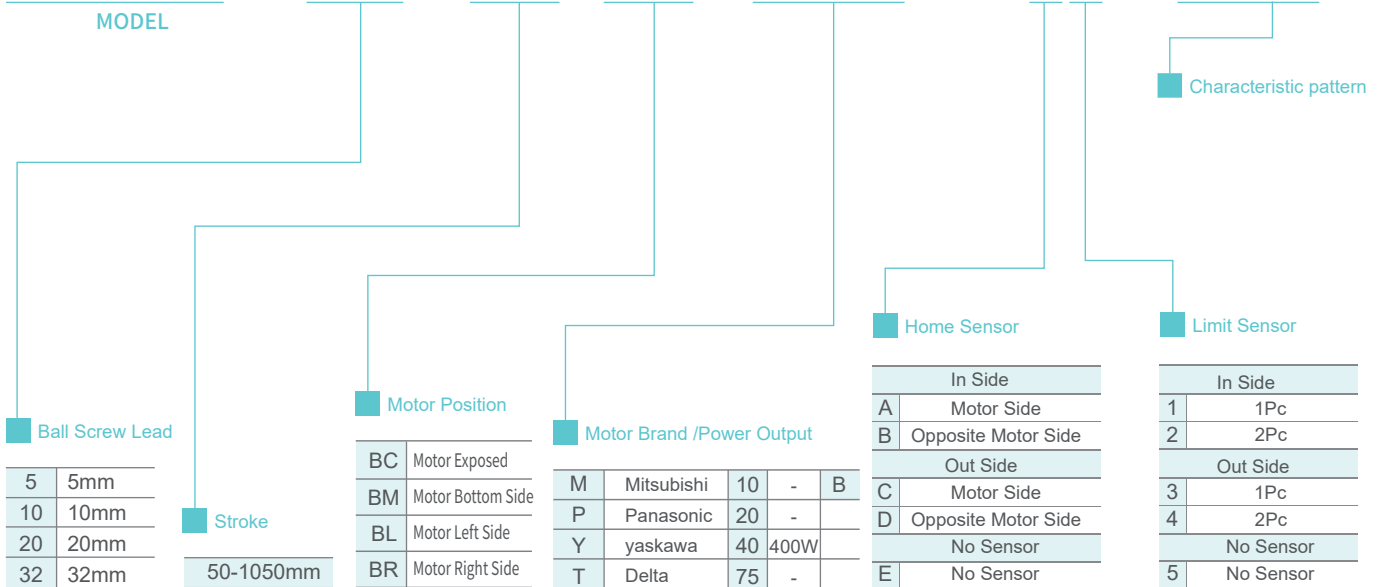 MODEL
Characteristic pattern
Home Sensor
Limit Sensor
Motor Position
Ball Screw Lead
Motor Brand /Power Output
Stroke
5 5mm
10 10mm
20 20mm
32 32mm
50-1050mm
BC Motor Exposed
BM Motor Bottom Side
BL Motor Left Side
BR Motor Right Side
M Mitsubishi 10 - B
P Panasonic 20 -
Y yaskawa 40 400W
T Delta 75 -
In Side
A Motor Side
B Opposite Motor Side
Out Side
C Motor Side
D Opposite Motor Side
No Sensor
E No Sensor
In Side
1 1Pc
2 2Pc
Out Side
3 1Pc
4 2Pc
No Sensor
5 No Sensor